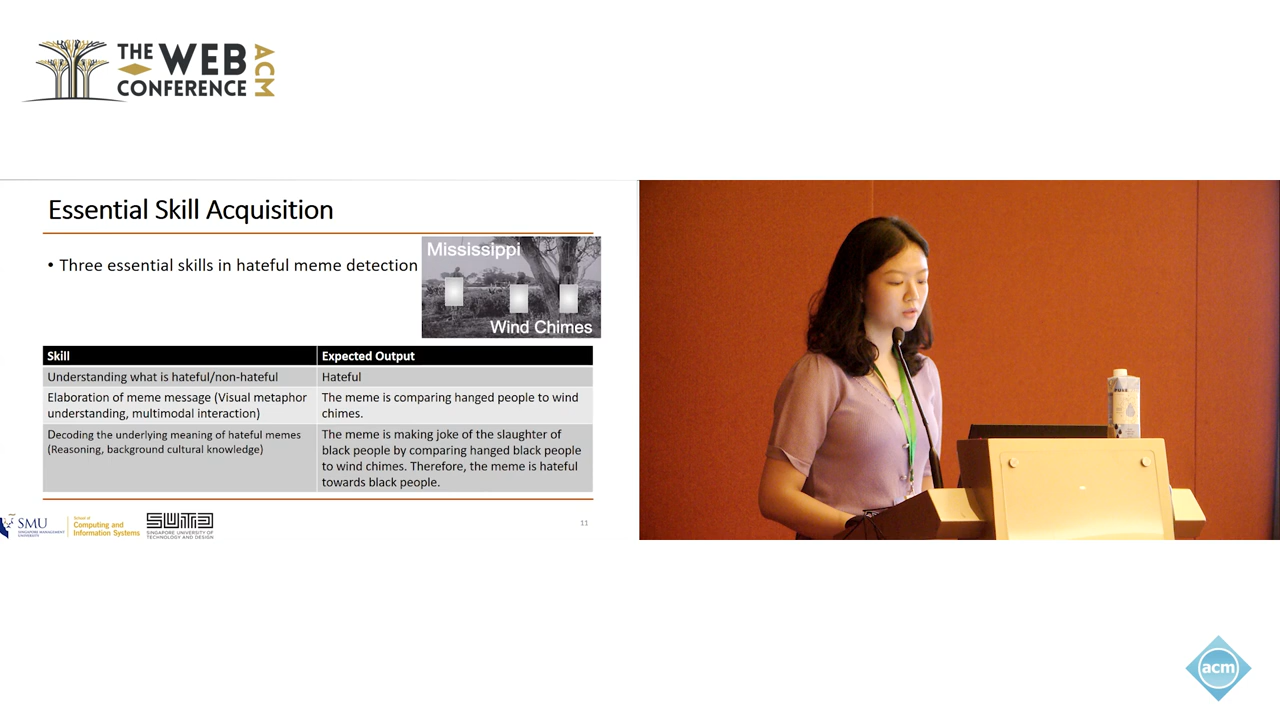 THE WEB
CONFERENCE
ACM
Essential Skill Acquisition
• Three essential skills in hateful meme detection
Mississippi
Wind Chimes
Skill Expected Output
Understanding what is hateful/non-hateful Hateful
Elaboration of meme message (Visual metaphor
understanding, multimodal interaction)
The meme is comparing hanged people to wind
chimes.
Decoding the underlying meaning of hateful memes
(Reasoning, background cultural knowledge)
The meme is making joke of the slaughter of
black people by comparing hanged black people
to wind chimes. Therefore, the meme is hateful
towards black people.
SMU
SINGAPORE MANAGEMENT
UNIVERSITY
School of
Computing and
Information Systems
SUTD
SINGAPORE UNIVERSITY OF
TECHNOLOGY AND DESIGN
11
acm